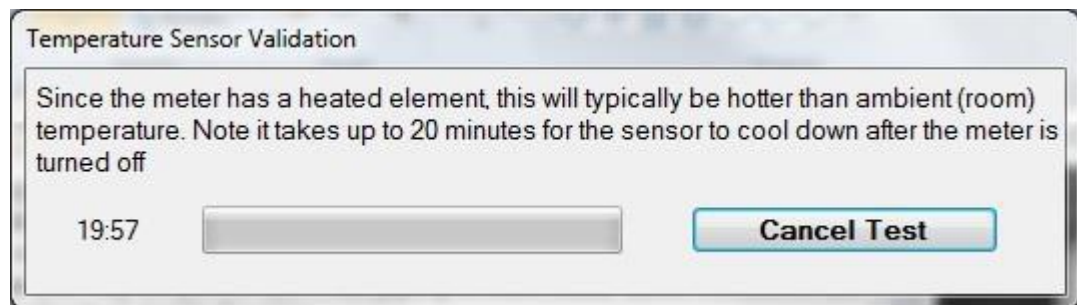 Temperature Sensor Validation
Since the meter has a heated element, this will typically be hotter than ambient (room)
temperature. Note it takes up to 20 minutes for the sensor to cool down after the meter is
turned off
19:57
Cancel Test